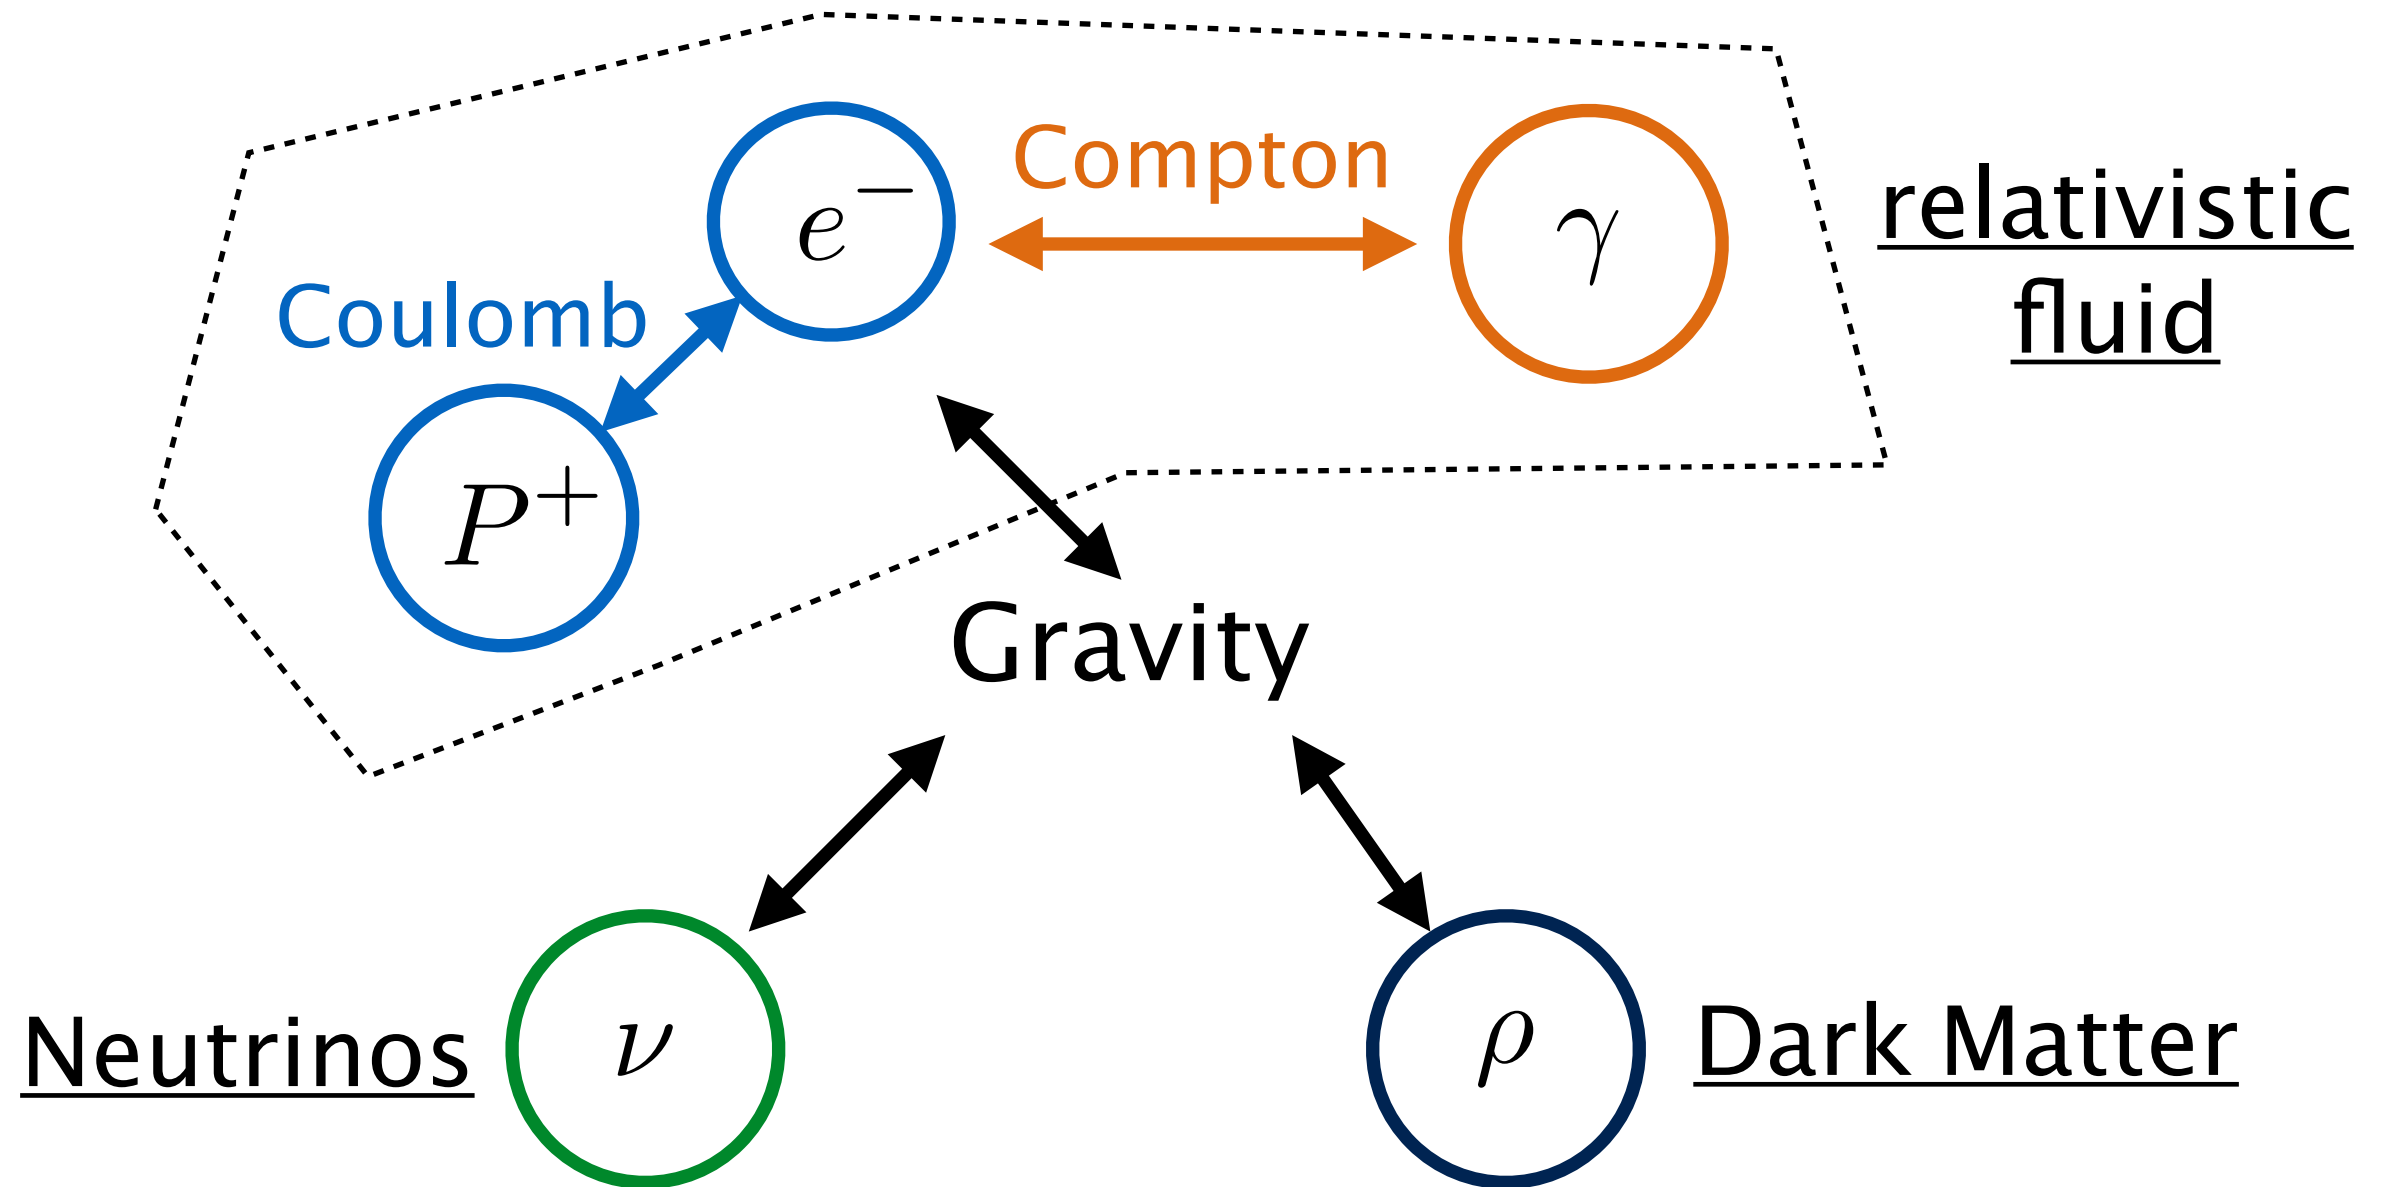 Compton
e⁻
γ
relativistic
fluid
Coulomb
P⁺
Gravity
Neutrinos
ν
ρ
Dark Matter